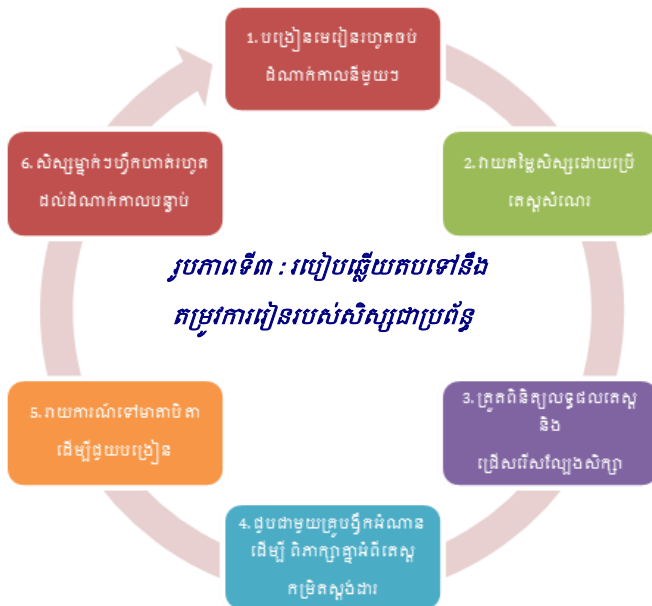 1. បង្រៀនមេរៀនរហូតចប់
ដំណាក់កាលនីមួយៗ
2. វាយតម្លៃសិស្សដោយប្រើ
តេស្តសំណេរ
3. ត្រួតពិនិត្យលទ្ធផលតេស្ត
និង
ជ្រើសរើសល្បែងសិក្សា
4. ជួបជាមួយគ្រូបង្វឹកអំណាន
ដើម្បី ពិភាក្សាគ្នាអំពីតេស្ត
កម្រិតស្តង់ដារ
5. រាយការណ៍ទៅមាតាបិតា
ដើម្បីជួយបង្រៀន
6. សិស្សម្នាក់ៗហ្វឹកហាត់រហូត
ដល់ដំណាក់កាលបន្ទាប់
រូបភាពទី៣ : របៀបឆ្លើយតបទៅនឹង
តម្រូវការរៀនរបស់សិស្សជាប្រព័ន្ធ